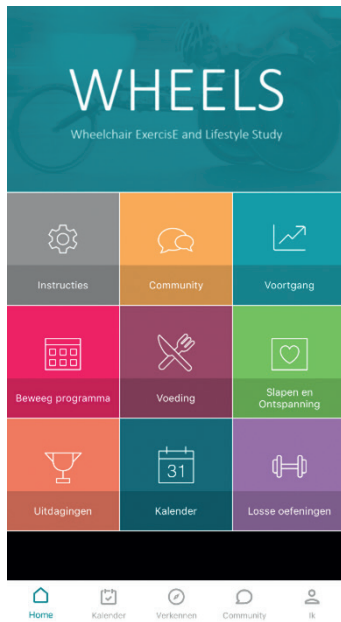 WHEELS
Wheelchair ExercisE and Lifestyle Study
Instructies
Community
Voortgang
Beweeg programma
Voeding
Slapen en
Ontspanning
Uitdagingen
31
Kalender
Losse oefeningen
Home
Kalender
Verkennen
Community
Ik